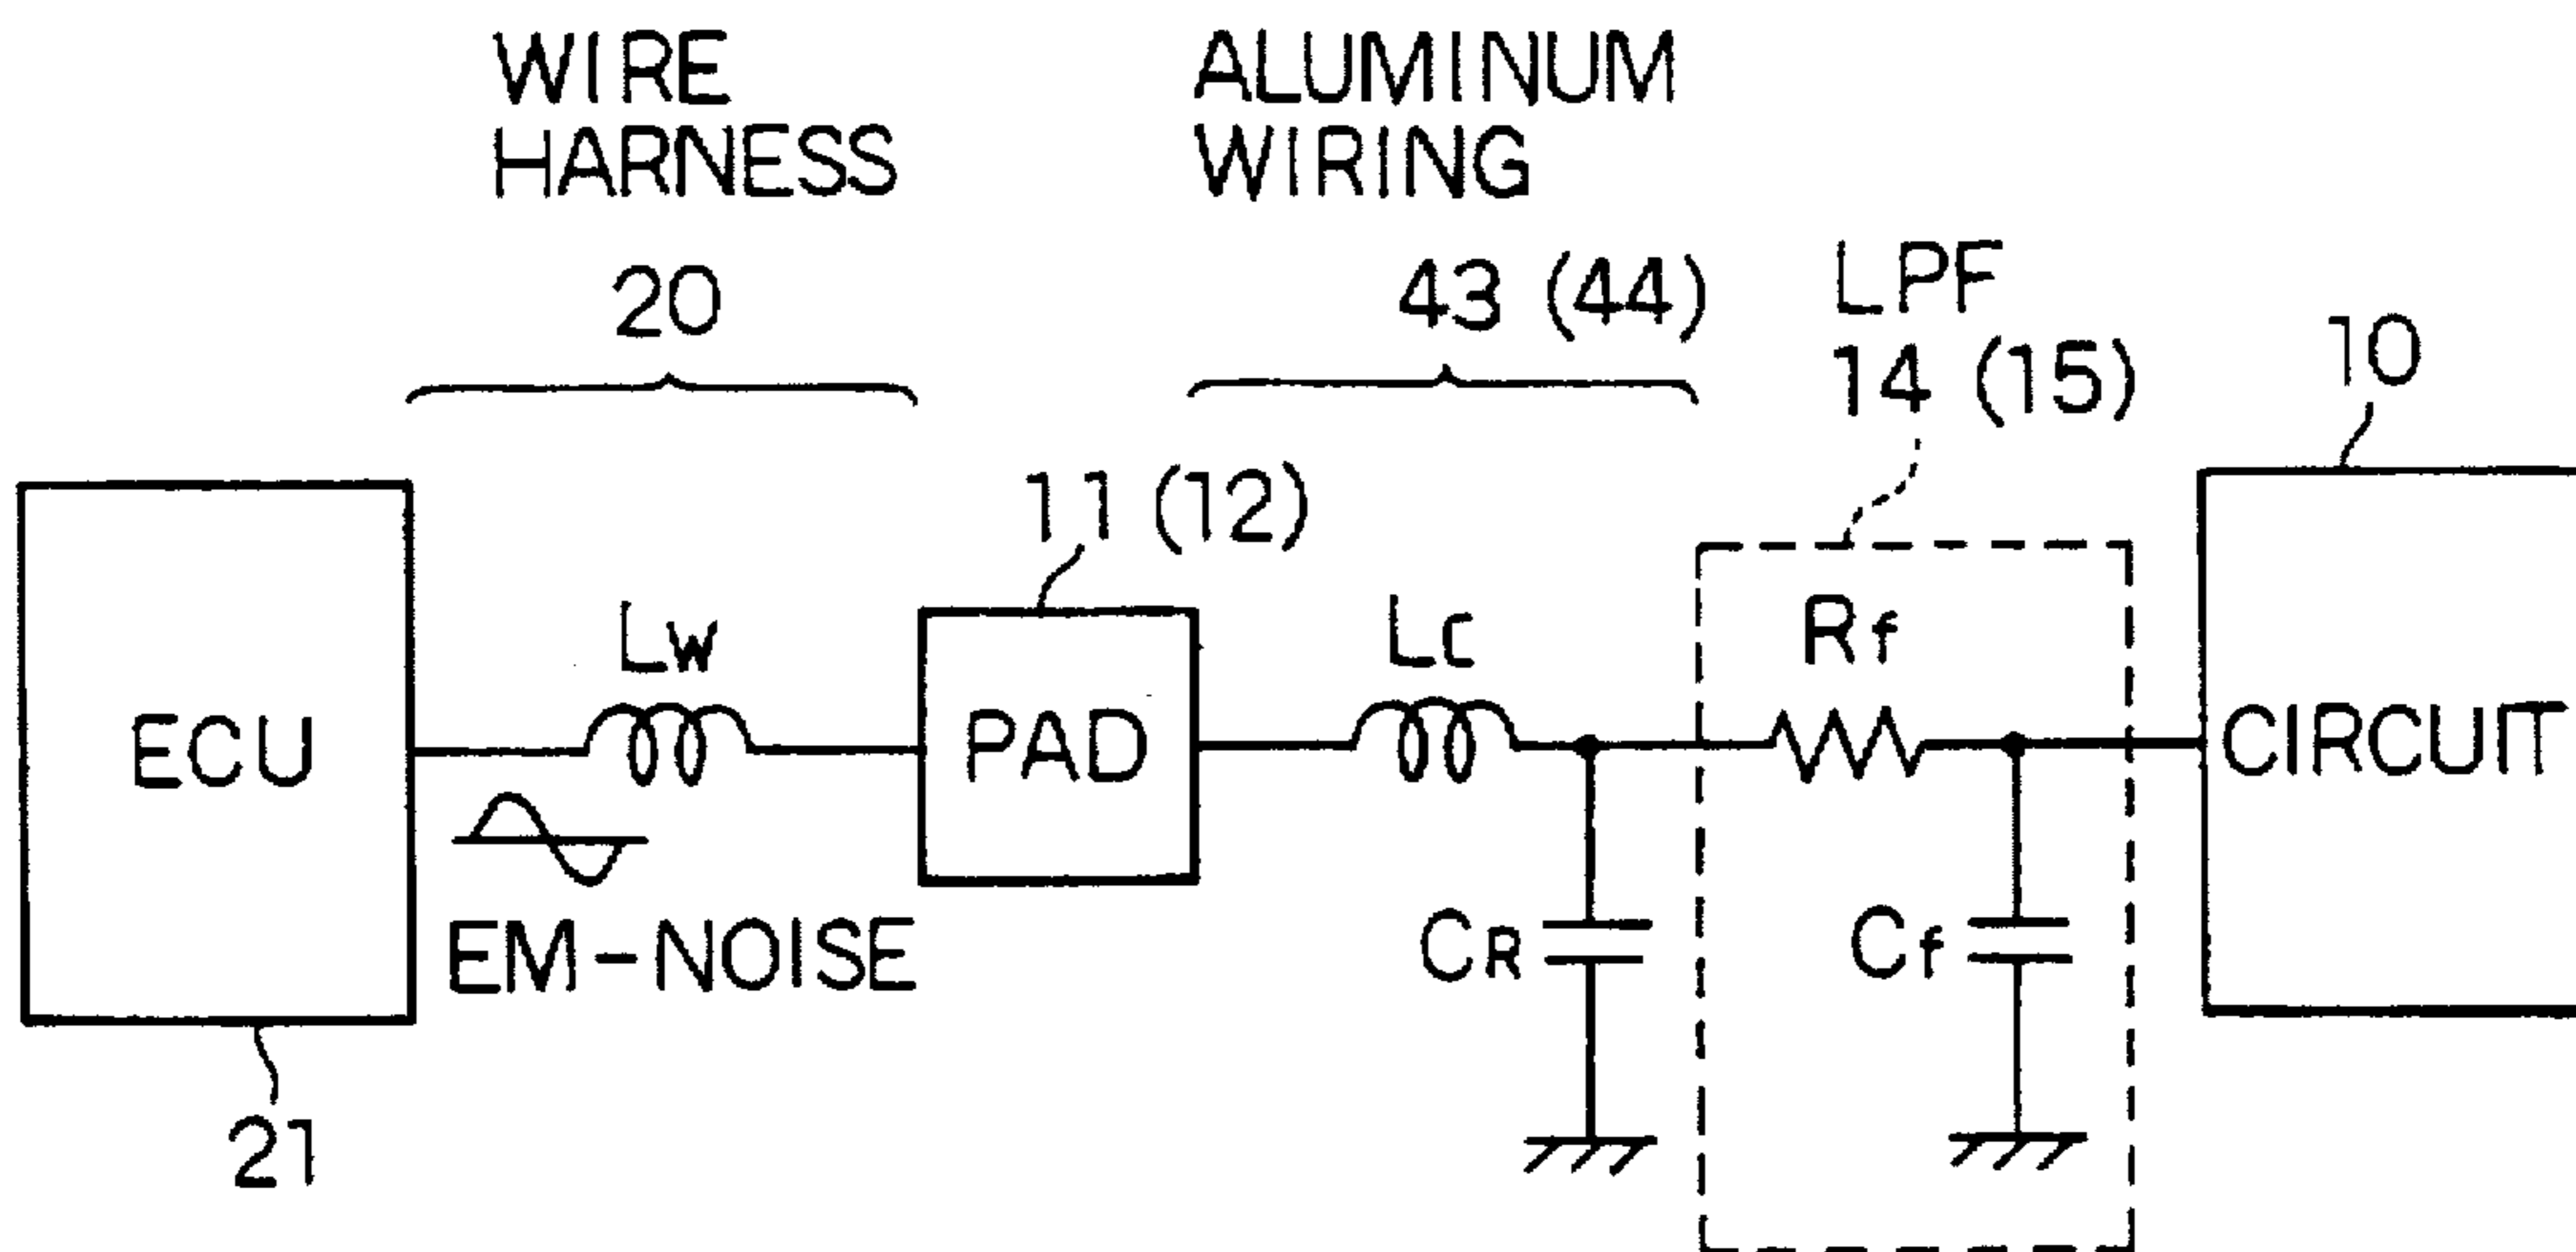 WIRE
HARNESS
20
ALUMINUM
WIRING
43 (44)
LPF
14 (15)
10
11 (12)
Lw
Lc
Rf
ECU
PAD
CIRCUIT
EM-NOISE
CR
Cf
21